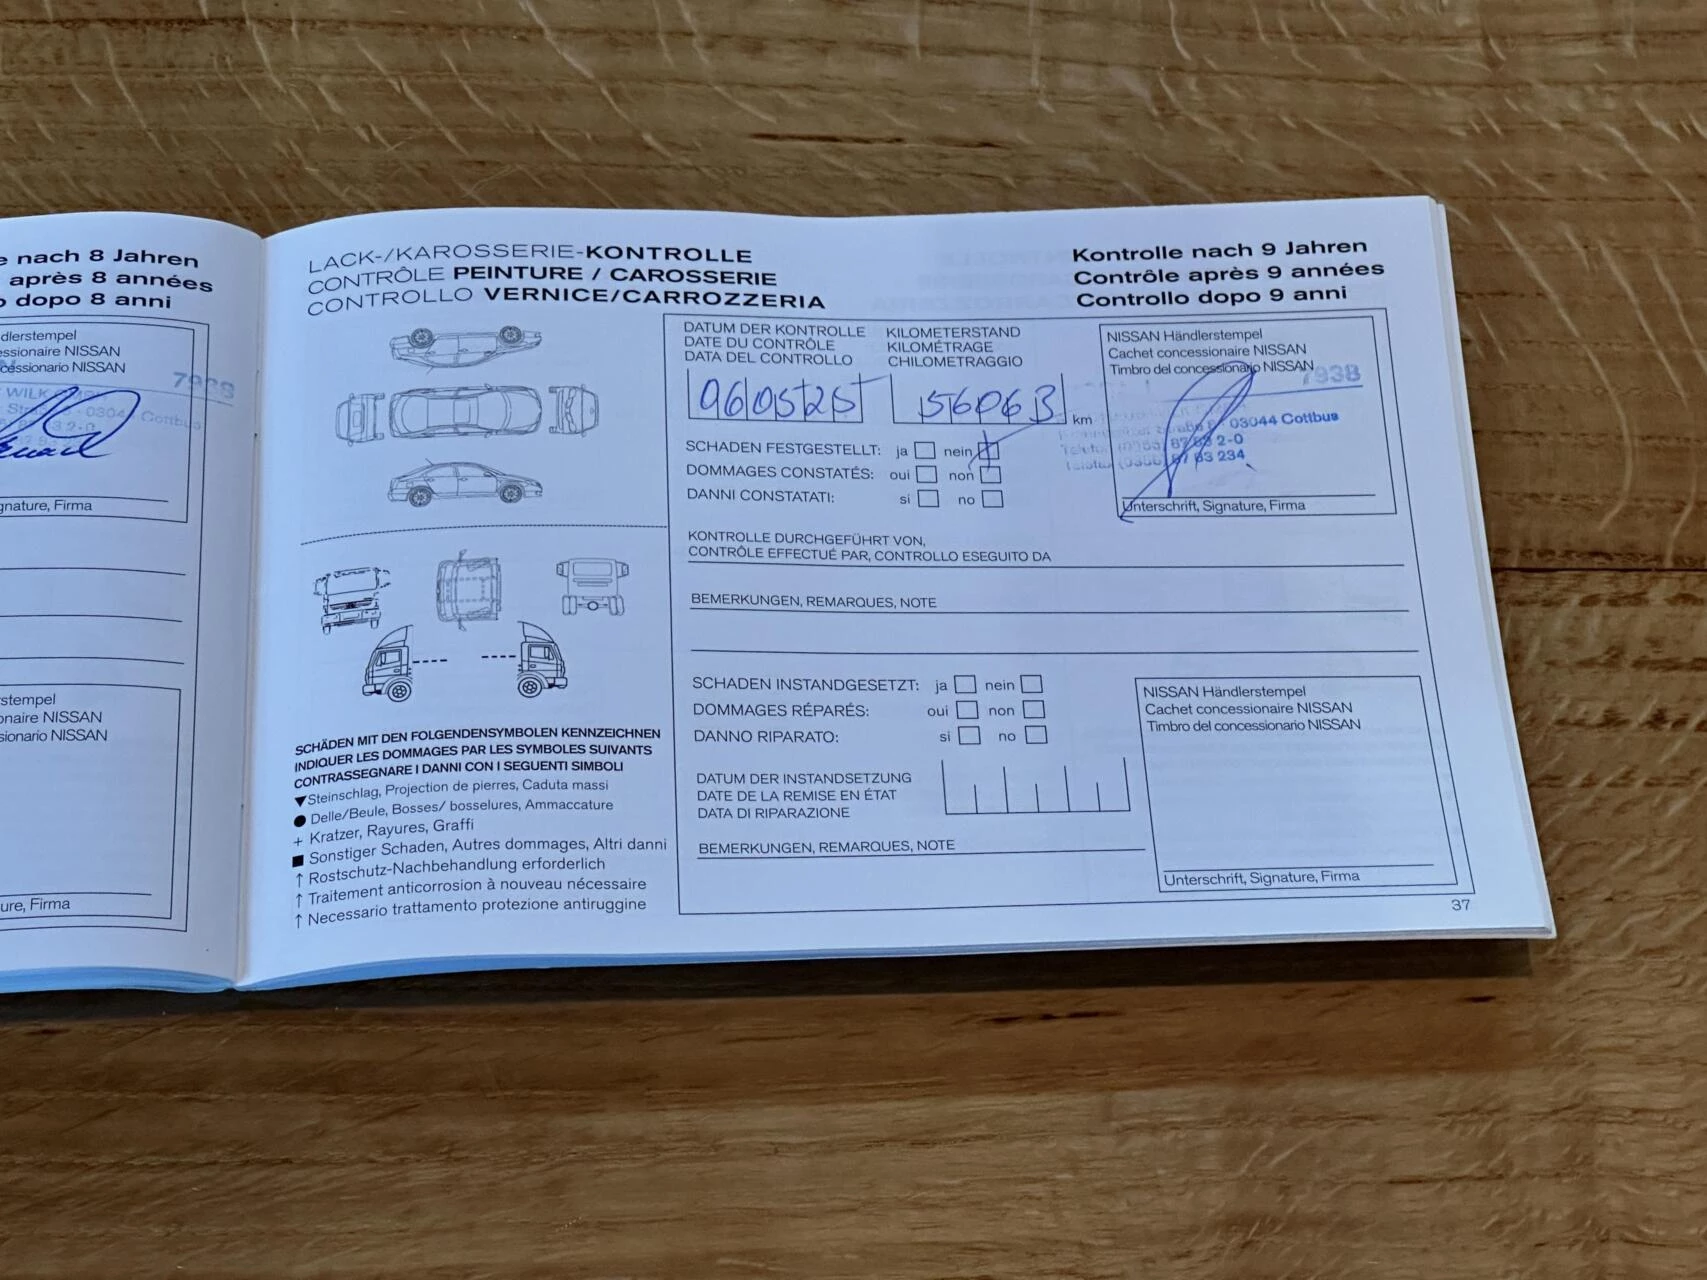 e nach 8 Jahren
après 8 années
dopo 8 anni
dlerstempel
essionaire NISSAN
cessionario NISSAN
7938
WILK
03044 Cottbus
gnature, Firma
stempel
onaire NISSAN
sionario NISSAN
ure, Firma
LACK-/KAROSSERIE-KONTROLLE
CONTRÔLE PEINTURE / CAROSSERIE
CONTROLLO VERNICE/CARROZZERIA
Kontrolle nach 9 Jahren
Contrôle après 9 années
Controllo dopo 9 anni
SCHÄDEN MIT DEN FOLGENDENSYMBOLEN KENNZEICHNEN
INDIQUER LES DOMMAGES PAR LES SYMBOLES SUIVANTS
CONTRASSEGNARE I DANNI CON I SEGUENTI SIMBOLI
▼ Steinschlag, Projection de pierres, Caduta massi
● Delle/Beule, Bosses/ bosselures, Ammaccature
+ Kratzer, Rayures, Graffi
■ Sonstiger Schaden, Autres dommages, Altri danni
↑ Rostschutz-Nachbehandlung erforderlich
↑ Traitement anticorrosion à nouveau nécessaire
↑ Necessario trattamento protezione antiruggine
DATUM DER KONTROLLE
DATE DU CONTRÔLE
DATA DEL CONTROLLO
060525
KILOMETERSTAND
KILOMÉTRAGE
CHILOMETRAGGIO
56063 km
SCHADEN FESTGESTELLT: ja nein
DOMMAGES CONSTATÉS: oui non
DANNI CONSTATATI: si no
NISSAN Händlerstempel
Cachet concessionaire NISSAN
Timbro del concessionario NISSAN
7938
03044 Cottbus
Unterschrift, Signature, Firma
KONTROLLE DURCHGEFÜHRT VON,
CONTRÔLE EFFECTUÉ PAR, CONTROLLO ESEGUITO DA
BEMERKUNGEN, REMARQUES, NOTE
SCHADEN INSTANDGESETZT: ja nein
DOMMAGES RÉPARÉS: oui non
DANNO RIPARATO: si no
DATUM DER INSTANDSETZUNG
DATE DE LA REMISE EN ÉTAT
DATA DI RIPARAZIONE
BEMERKUNGEN, REMARQUES, NOTE
NISSAN Händlerstempel
Cachet concessionaire NISSAN
Timbro del concessionario NISSAN
Unterschrift, Signature, Firma
37